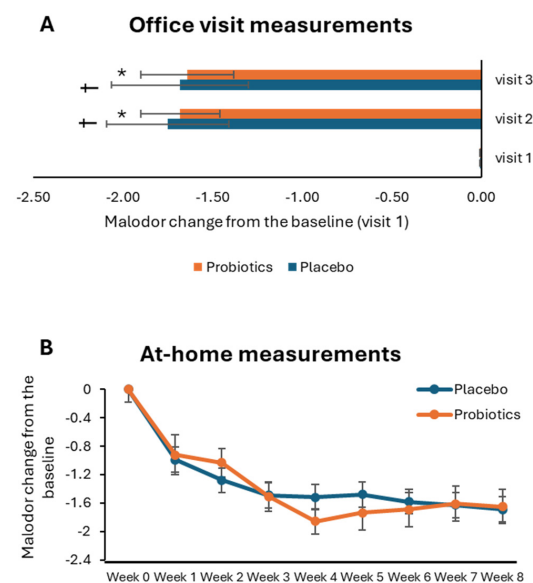 A
Office visit measurements
* visit 3
†
* visit 2
†
visit 1
-2.50 -2.00 -1.50 -1.00 -0.50 0.00
Malodor change from the baseline (visit 1)
Probiotics Placebo
B
At-home measurements
Malodor change from the
baseline
0
-0.4
-0.8
-1.2
-1.6
-2
-2.4
Placebo
Probiotics
Week 0 Week 1 Week 2 Week 3 Week 4 Week 5 Week 6 Week 7 Week 8